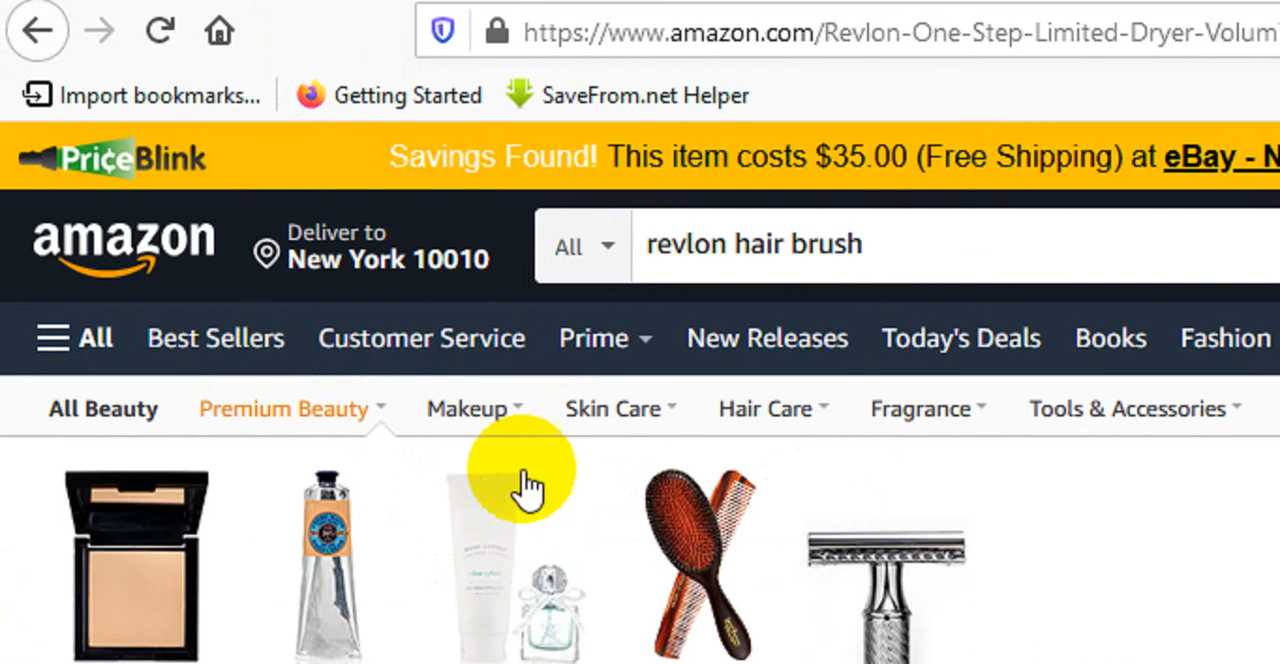 https://www.amazon.com/Revlon-One-Step-Limited-Dryer-Volum
Import bookmarks... Getting Started SaveFrom.net Helper
PriceBlink Savings Found! This item costs $35.00 (Free Shipping) at eBay - N
amazon Deliver to
New York 10010
All revlon hair brush
All Best Sellers Customer Service Prime New Releases Today's Deals Books Fashion
All Beauty Premium Beauty Makeup Skin Care Hair Care Fragrance Tools & Accessories